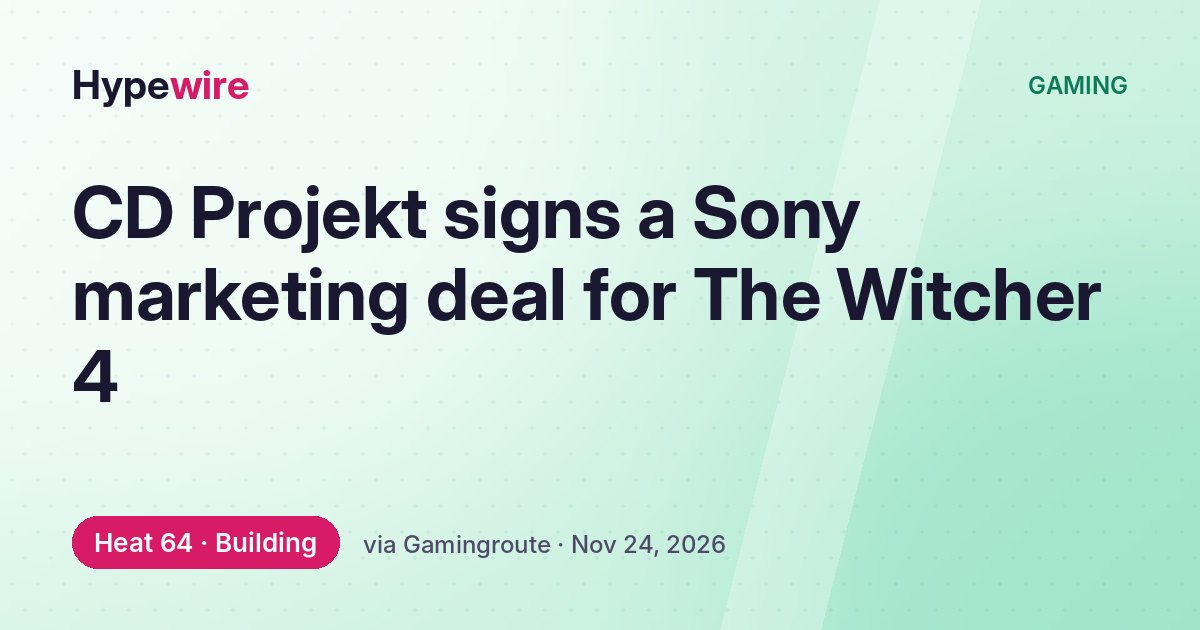 Hypewire
GAMING
CD Projekt signs a Sony
marketing deal for The Witcher
4
Heat 64 · Building
via Gamingroute · Nov 24, 2026